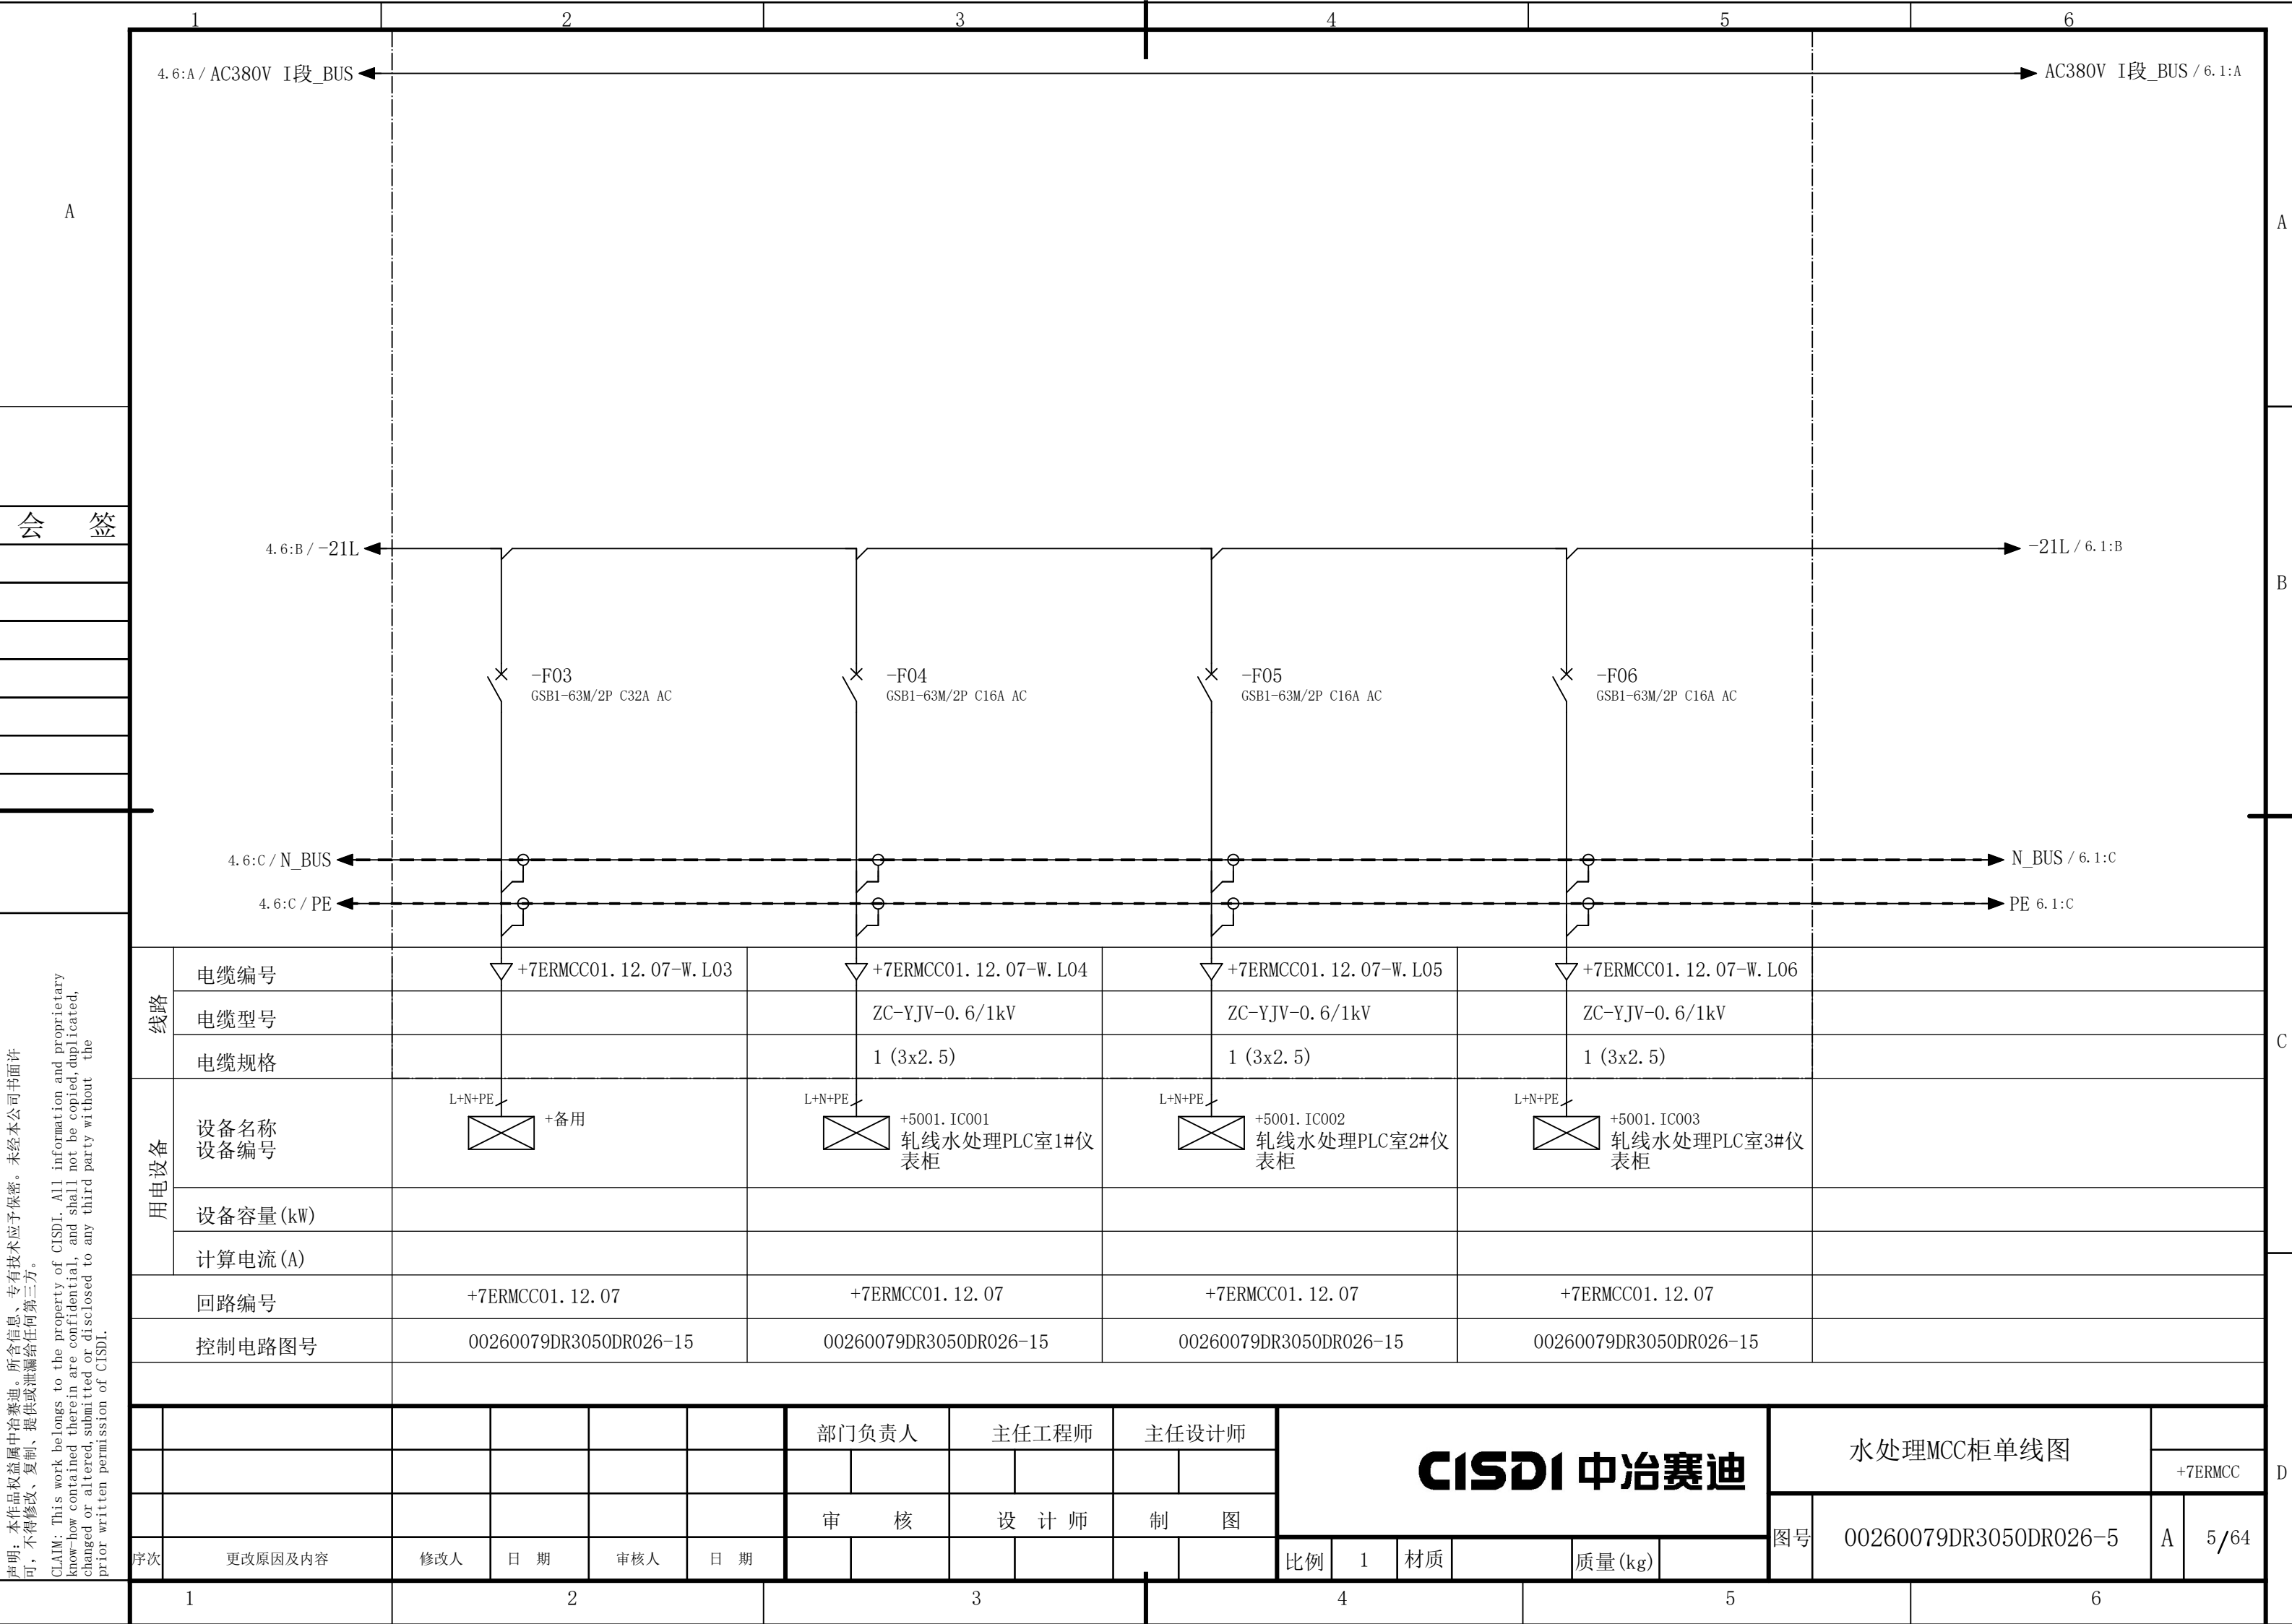 1 2 3 4 5 6
4.6:A / AC380V I段_BUS
AC380V I段_BUS / 6.1:A
A
A
会 签
4.6:B / -21L
-21L / 6.1:B
B
-F03
GSB1-63M/2P C32A AC
-F04
GSB1-63M/2P C16A AC
-F05
GSB1-63M/2P C16A AC
-F06
GSB1-63M/2P C16A AC
4.6:C / N_BUS
N_BUS / 6.1:C
4.6:C / PE
PE 6.1:C
线路
电缆编号 +7ERMCC01.12.07-W.L03 +7ERMCC01.12.07-W.L04 +7ERMCC01.12.07-W.L05 +7ERMCC01.12.07-W.L06
电缆型号 ZC-YJV-0.6/1kV ZC-YJV-0.6/1kV ZC-YJV-0.6/1kV
电缆规格 1 (3x2.5) 1 (3x2.5) 1 (3x2.5)
C
用电设备
设备名称
设备编号
L+N+PE
+备用
L+N+PE
+5001.IC001
轧线水处理PLC室1#仪
表柜
L+N+PE
+5001.IC002
轧线水处理PLC室2#仪
表柜
L+N+PE
+5001.IC003
轧线水处理PLC室3#仪
表柜
设备容量(kW)
计算电流(A)
回路编号 +7ERMCC01.12.07 +7ERMCC01.12.07 +7ERMCC01.12.07 +7ERMCC01.12.07
控制电路图号 00260079DR3050DR026-15 00260079DR3050DR026-15 00260079DR3050DR026-15 00260079DR3050DR026-15
声明：本作品权益属中冶赛迪。所含信息、专有技术应予保密。未经本公司书面许
可，不得修改、复制、提供或泄漏给任何第三方。
CLAIM: This work belongs to the property of CISDI. All information and proprietary
know-how contained therein are confidential, and shall not be copied,duplicated,
changed or altered,submitted or disclosed to any third party without the
prior written permission of CISDI.
部门负责人 主任工程师 主任设计师
审 核 设 计 师 制 图
序次 更改原因及内容 修改人 日 期 审核人 日 期
CISDI 中冶赛迪
比例 1 材质 质量(kg)
水处理MCC柜单线图
+7ERMCC
D
图号 00260079DR3050DR026-5 A 5/64
1 2 3 4 5 6